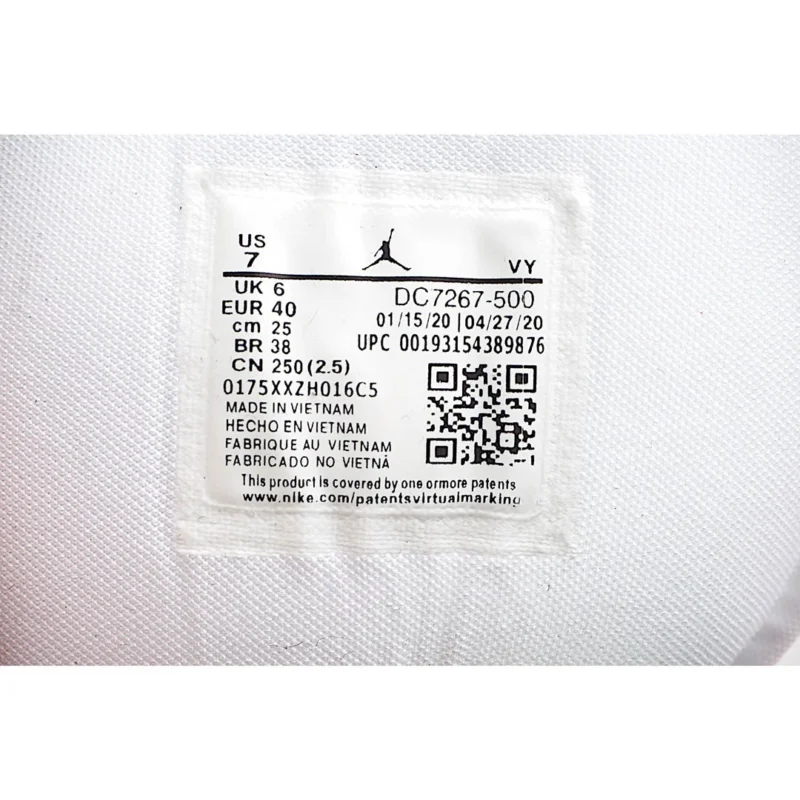 US
7
VY
UK 6
EUR 40
cm 25
BR 38
CN 250(2.5)
DC7267-500
01/15/20 | 04/27/20
UPC 00193154389876
0175XXZH016C5
MADE IN VIETNAM
HECHO EN VIETNAM
FABRIQUE AU VIETNAM
FABRICADO NO VIETNÃ
This product is covered by one ormore patents
www.nike.com/patentsvirtualmarking